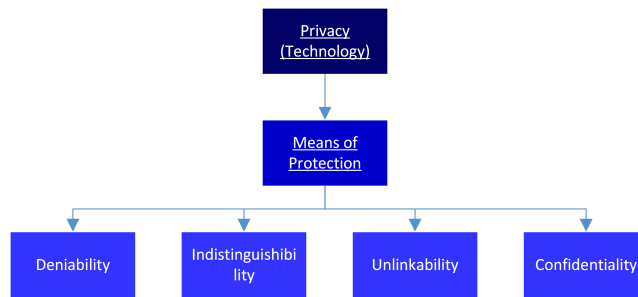 Privacy
(Technology)
Means of
Protection
Deniability
Indistinguishibi
lity
Unlinkability
Confidentiality